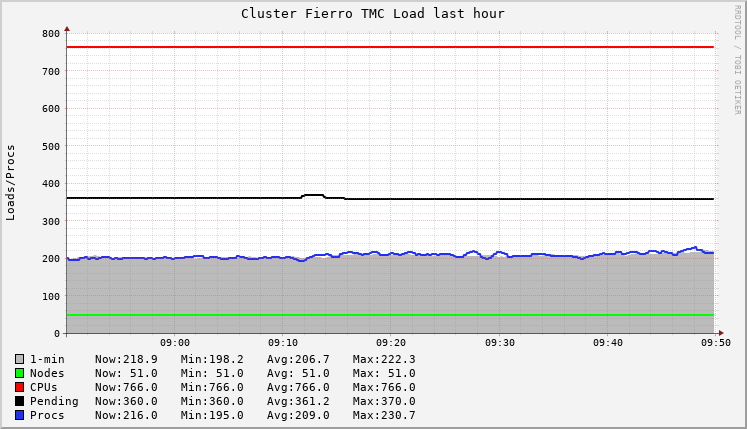 Cluster Fierro TMC Load last hour
RRDTOOL / TOBI OETIKER
Loads/Procs
800
700
600
500
400
300
200
100
0
09:00 09:10 09:20 09:30 09:40 09:50
1-min Now:218.9 Min:198.2 Avg:206.7 Max:222.3
Nodes Now: 51.0 Min: 51.0 Avg: 51.0 Max: 51.0
CPUs Now:766.0 Min:766.0 Avg:766.0 Max:766.0
Pending Now:360.0 Min:360.0 Avg:361.2 Max:370.0
Procs Now:216.0 Min:195.0 Avg:209.0 Max:230.7